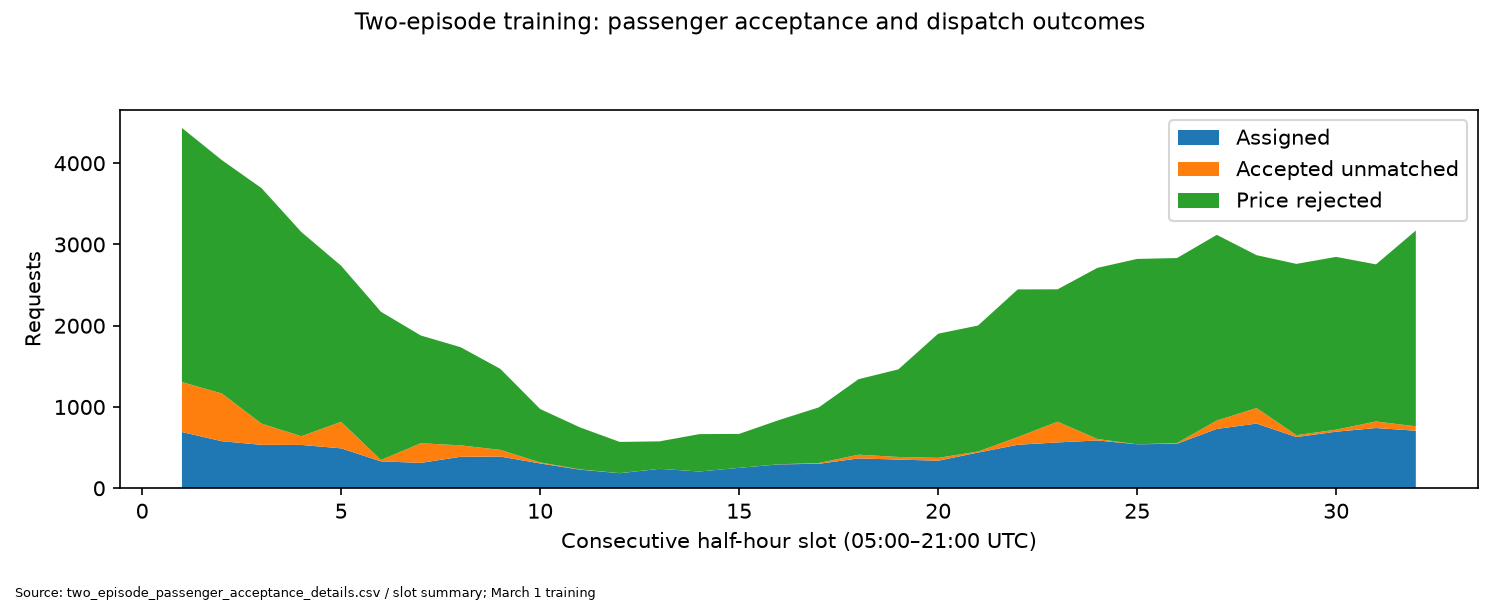 Two-episode training: passenger acceptance and dispatch outcomes
Assigned
Accepted unmatched
Price rejected
Requests
4000
3000
2000
1000
0
0 5 10 15 20 25 30
Consecutive half-hour slot (05:00–21:00 UTC)
Source: two_episode_passenger_acceptance_details.csv / slot summary; March 1 training